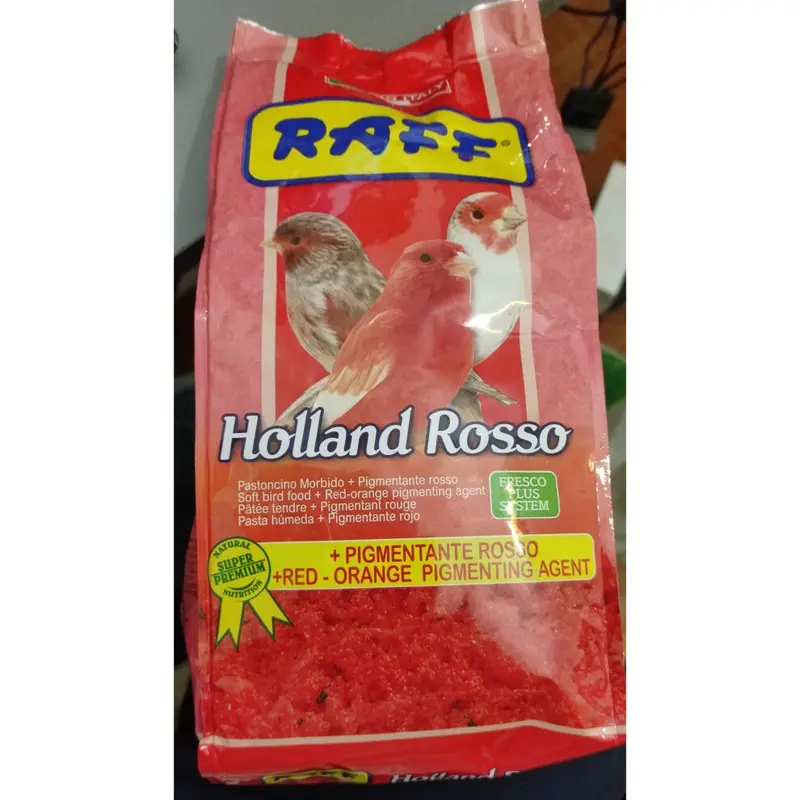 ITALY
RAFF®
Holland Rosso
Pastoncino Morbido + Pigmentante rosso
Soft bird food + Red-orange pigmenting agent
Pâtée tendre + Pigmentant rouge
Pasta húmeda + Pigmentante rojo
FRESCO
PLUS
SYSTEM
NATURAL
SUPER
PREMIUM
NUTRITION
+ PIGMENTANTE ROSSO
+RED - ORANGE PIGMENTING AGENT
RAFF
Holland